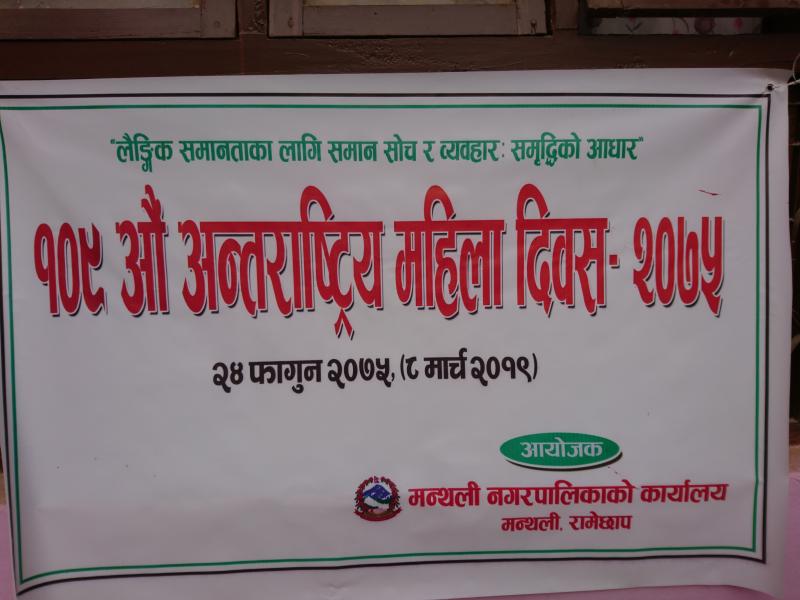 "लैङ्गिक समानताका लागि समान सोच र व्यवहार: समृद्धिको आधार"
१०९ औं अन्तराष्ट्रिय महिला दिवस- २०७५
२४ फागुन २०७५, (८ मार्च २०१९)
आयोजक
मन्थली नगरपालिकाको कार्यालय
मन्थली, रामेछाप